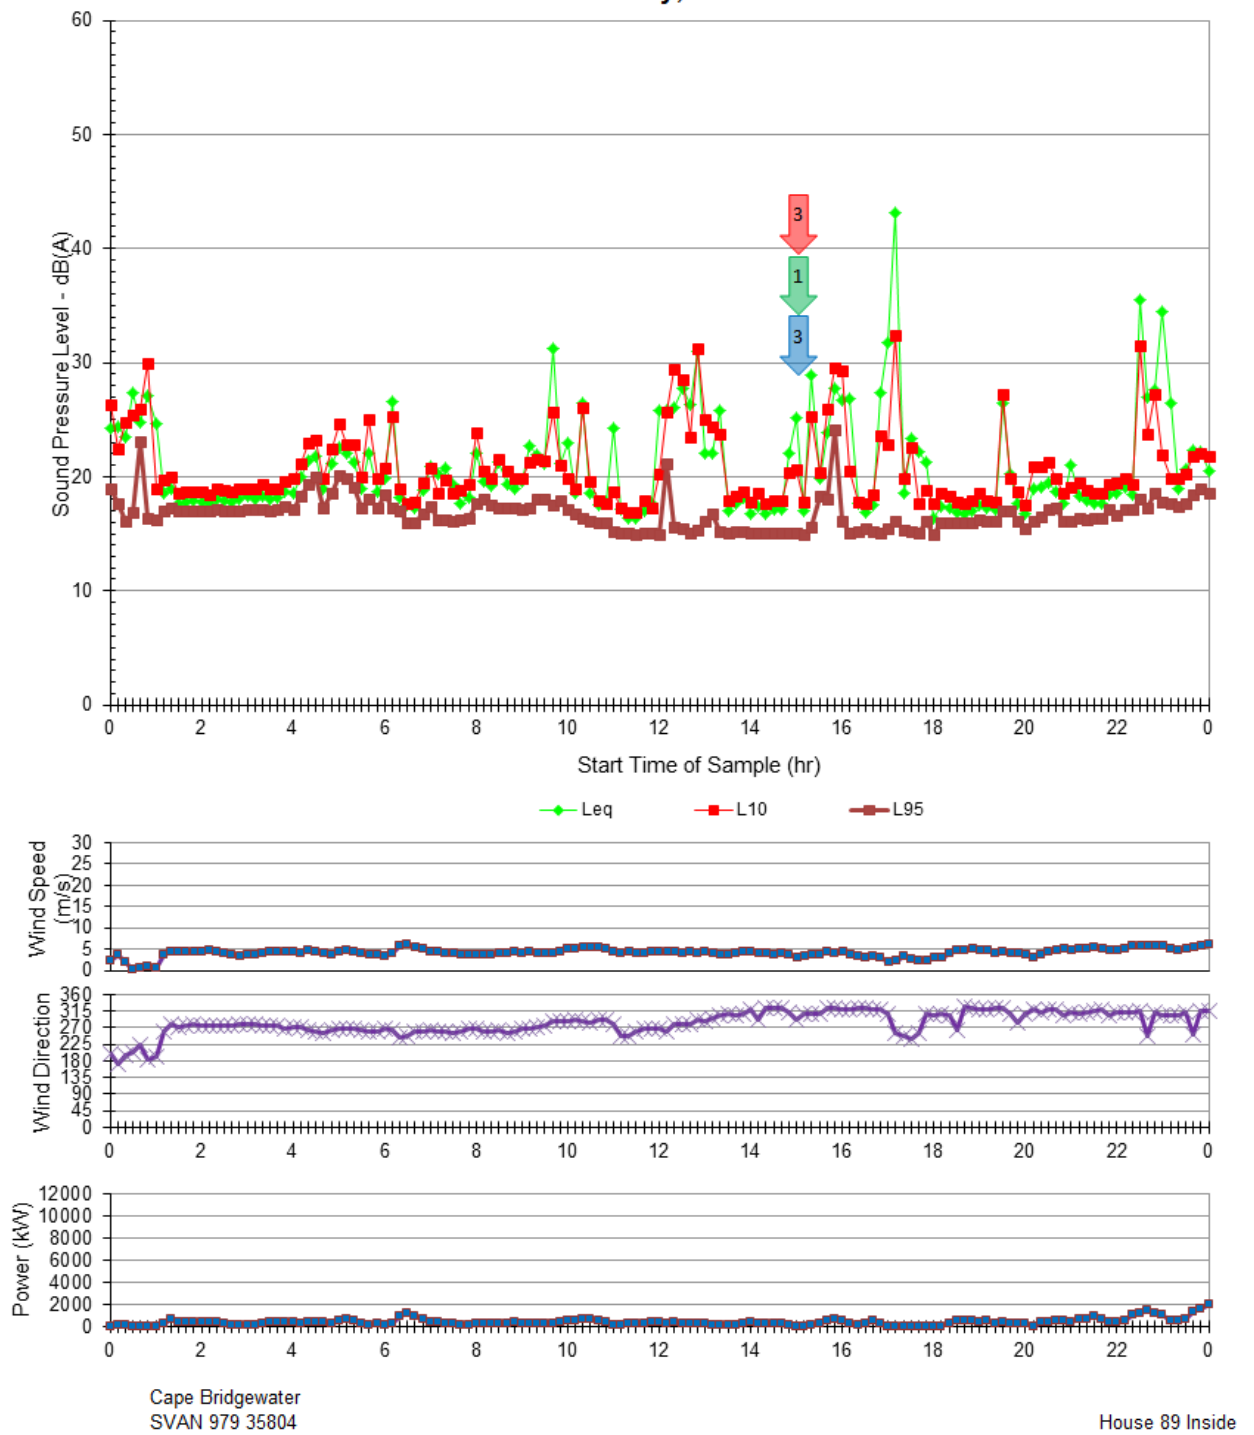 60
50
40
30
20
10
0
Sound Pressure Level - dB(A)
3
1
3
0 2 4 6 8 10 12 14 16 18 20 22 0
Start Time of Sample (hr)
Leq L10 L95
30
25
20
15
10
5
0
Wind Speed
(m/s)
360
315
270
225
180
135
90
45
0
Wind Direction
0 2 4 6 8 10 12 14 16 18 20 22 0
12000
10000
8000
6000
4000
2000
0
Power (kW)
0 2 4 6 8 10 12 14 16 18 20 22 0
Cape Bridgewater
SVAN 979 35804
House 89 Inside